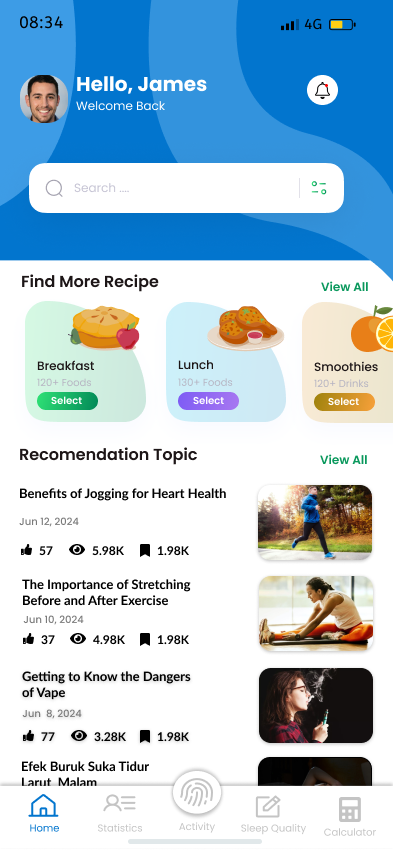 08:34
4G
Hello, James
Welcome Back
Search ....
Find More Recipe
View All
Breakfast
120+ Foods
Select
Lunch
130+ Foods
Select
Smoothies
120+ Drinks
Select
Recomendation Topic
View All
Benefits of Jogging for Heart Health
Jun 12, 2024
57 5.98K 1.98K
The Importance of Stretching
Before and After Exercise
Jun 10, 2024
37 4.98K 1.98K
Getting to Know the Dangers
of Vape
Jun 8, 2024
77 3.28K 1.98K
Efek Buruk Suka Tidur
Larut Malam
Home
Statistics
Activity
Sleep Quality
Calculator